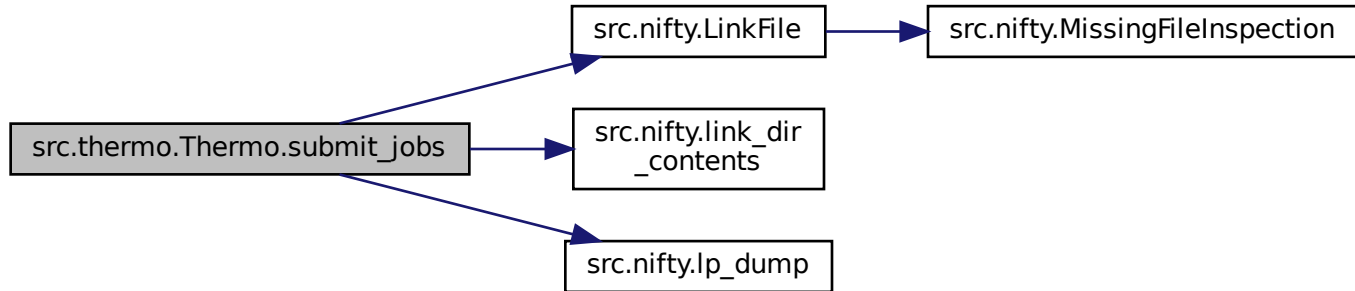 src.nifty.LinkFile
src.nifty.MissingFileInspection
src.thermo.Thermo.submit_jobs
src.nifty.link_dir
_contents
src.nifty.lp_dump